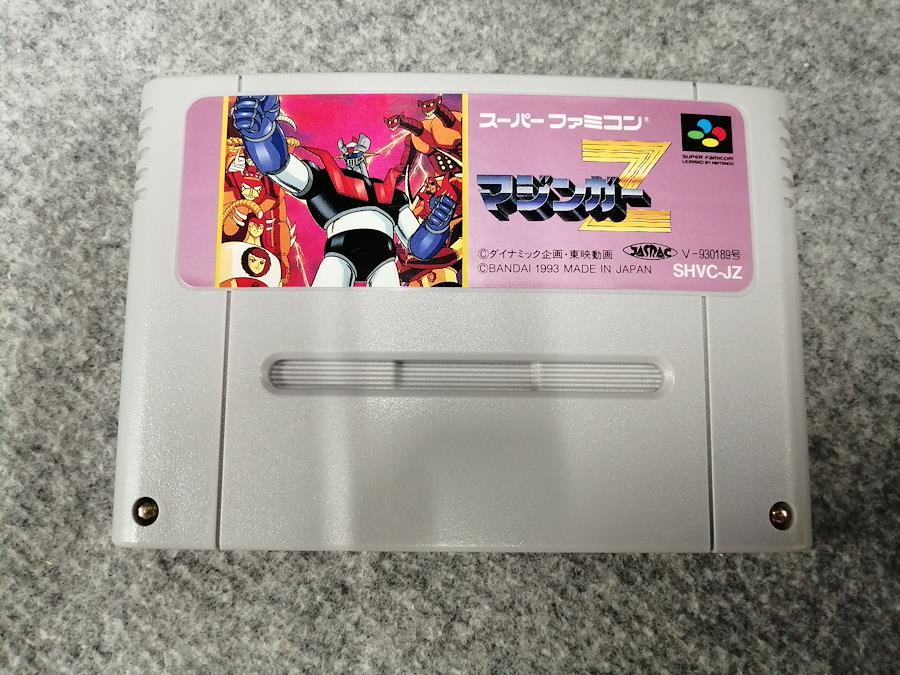 スーパーファミコン®
マジンガーZ
SUPER FAMICOM
LICENSED BY NINTENDO
©ダイナミック企画・東映動画
JASRAC
V-930189号
©BANDAI 1993 MADE IN JAPAN
SHVC-JZ